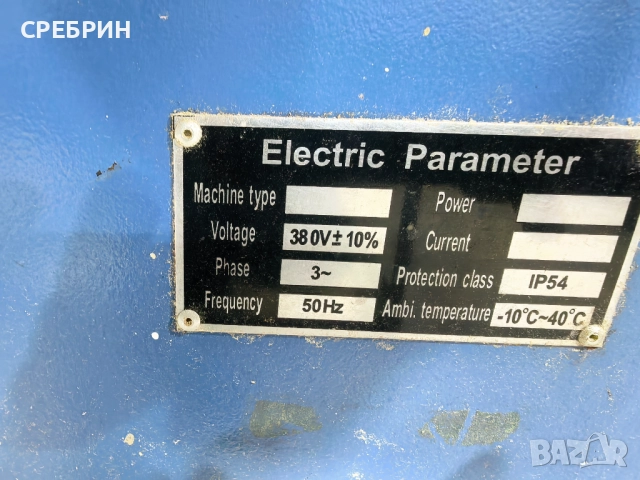 СРЕБРИН
Electric Parameter
Machine type
Power
Voltage 380V±10%
Current
Phase 3~
Protection class IP54
Frequency 50Hz
Ambi. temperature -10°C~40°C
BAZAR